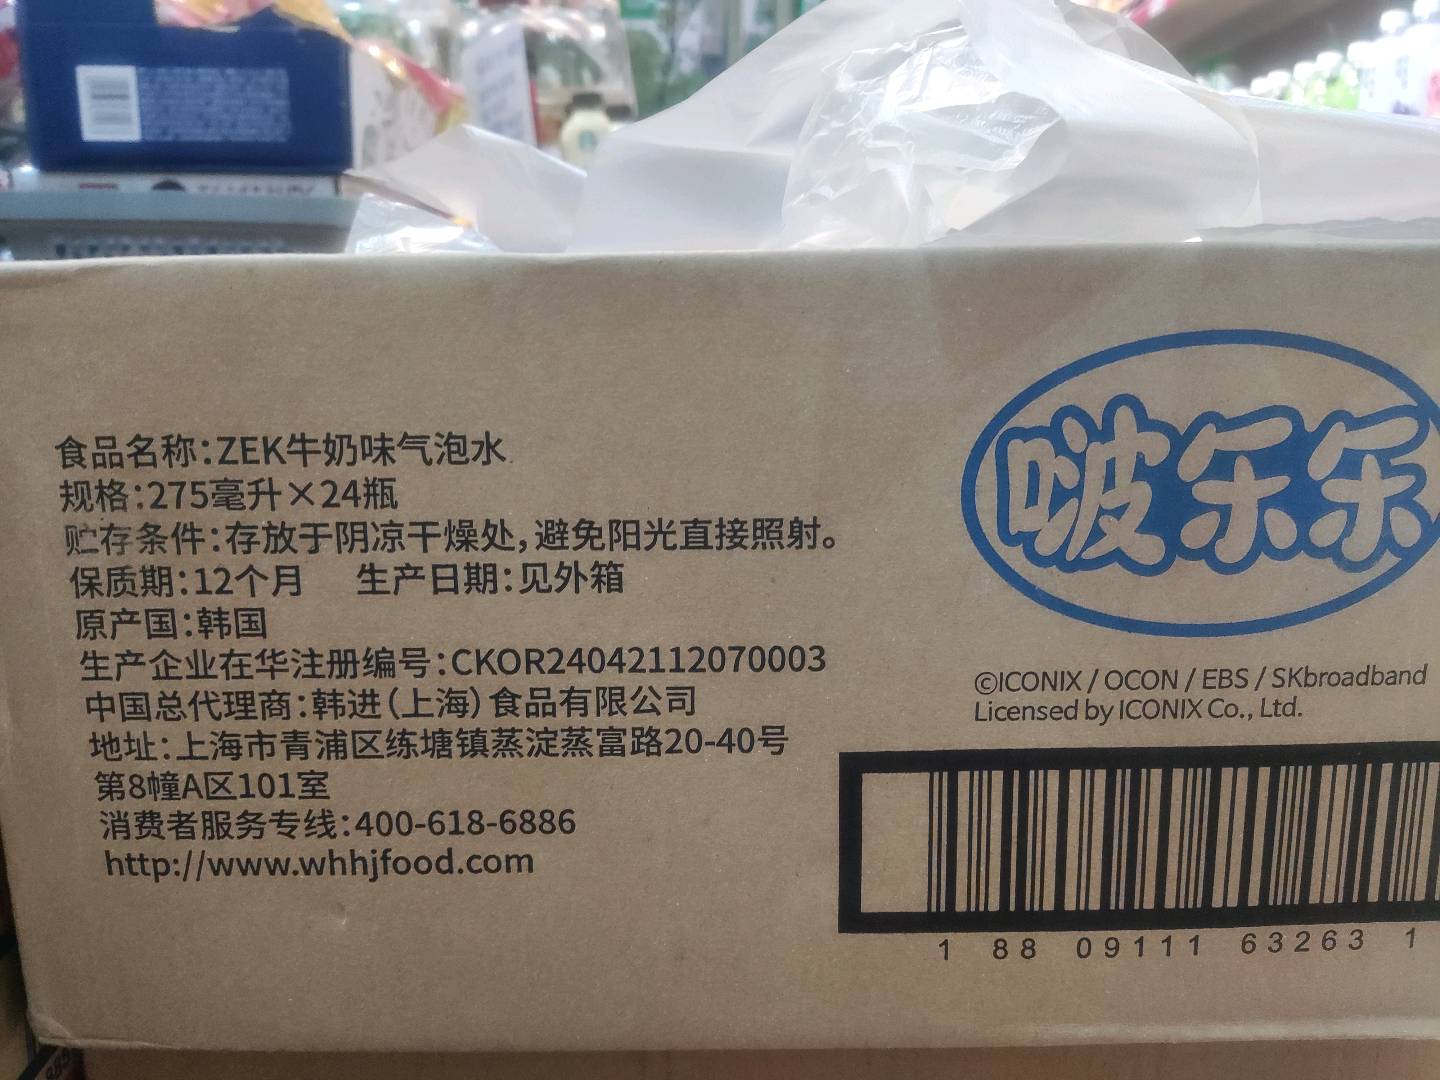 食品名称:ZEK牛奶味气泡水
规格:275毫升×24瓶
贮存条件:存放于阴凉干燥处,避免阳光直接照射。
保质期:12个月 生产日期:见外箱
原产国:韩国
生产企业在华注册编号:CKOR24042112070003
中国总代理商:韩进(上海)食品有限公司
地址:上海市青浦区练塘镇蒸淀蒸富路20-40号
第8幢A区101室
消费者服务专线:400-618-6886
http://www.whhjfood.com
啵乐乐
©ICONIX / OCON / EBS / SKbroadband
Licensed by ICONIX Co., Ltd.
1 88 09111 63263 1